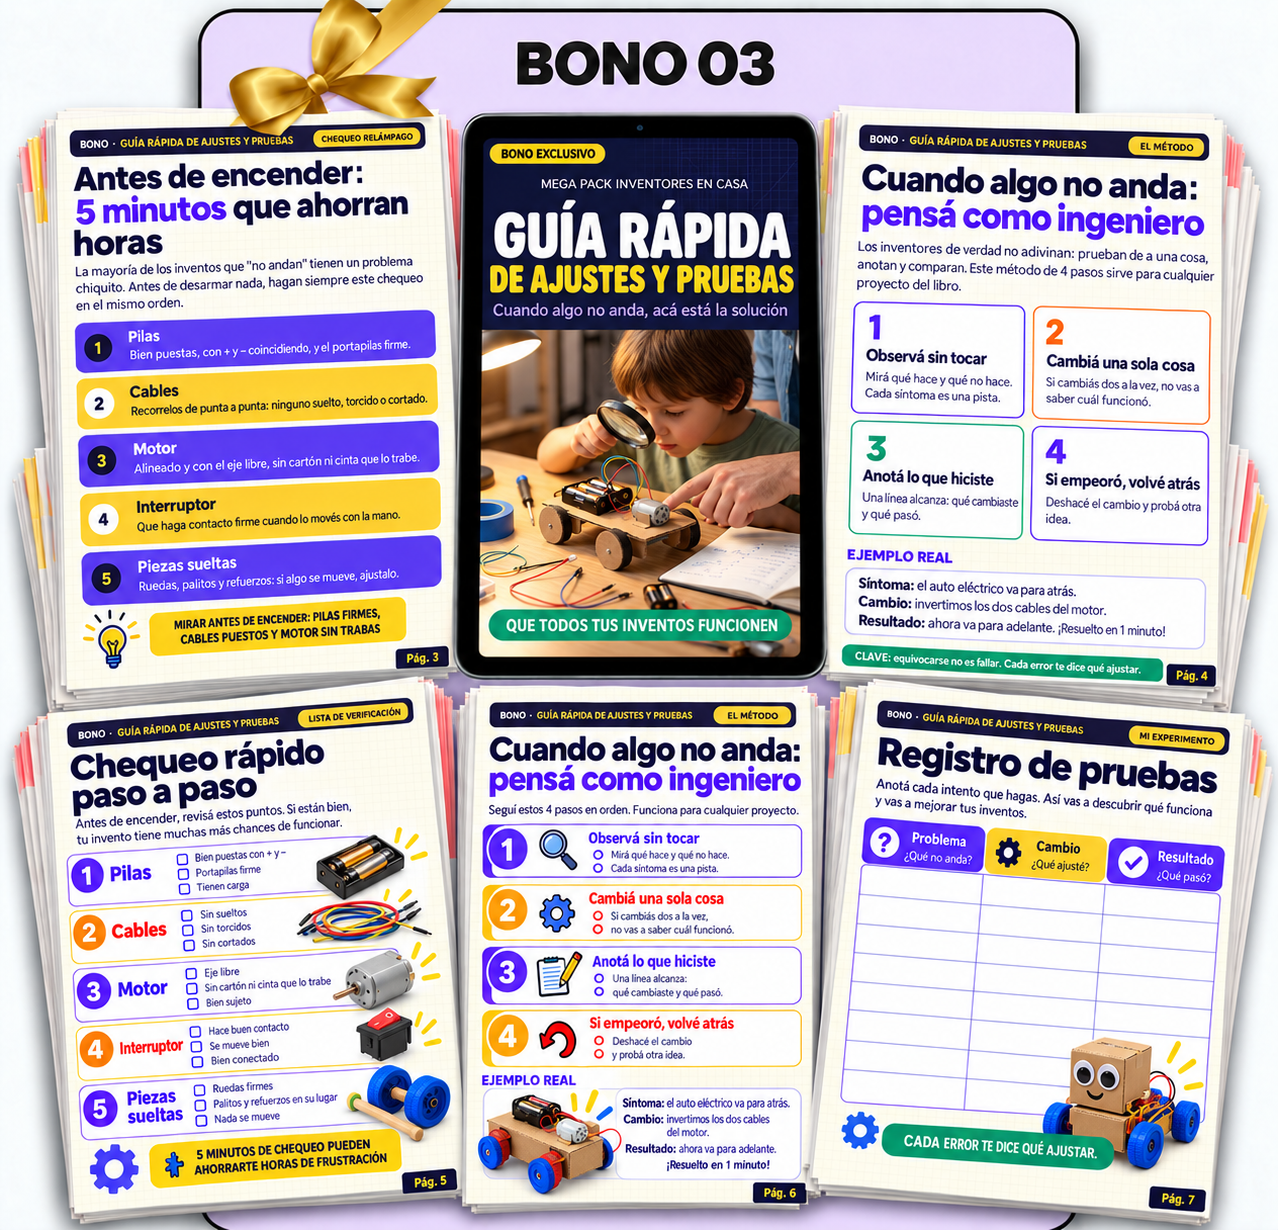 BONO 03
BONO · GUÍA RÁPIDA DE AJUSTES Y PRUEBAS
CHEQUEO RELÁMPAGO
Antes de encender:
5 minutos que ahorran
horas
La mayoría de los inventos que "no andan" tienen un problema
chiquito. Antes de desarmar nada, hagan siempre este chequeo
en el mismo orden.
1
Pilas
Bien puestas, con + y – coincidiendo, y el portapilas firme.
2
Cables
Recorrelos de punta a punta: ninguno suelto, torcido o cortado.
3
Motor
Alineado y con el eje libre, sin cartón ni cinta que lo trabe.
4
Interruptor
Que haga contacto firme cuando lo movés con la mano.
5
Piezas sueltas
Ruedas, palitos y refuerzos: si algo se mueve, ajustalo.
MIRAR ANTES DE ENCENDER: PILAS FIRMES,
CABLES PUESTOS Y MOTOR SIN TRABAS
Pág. 3
BONO EXCLUSIVO
MEGA PACK INVENTORES EN CASA
GUÍA RÁPIDA
DE AJUSTES Y PRUEBAS
Cuando algo no anda, acá está la solución
QUE TODOS TUS INVENTOS FUNCIONEN
BONO · GUÍA RÁPIDA DE AJUSTES Y PRUEBAS
EL MÉTODO
Cuando algo no anda:
pensá como ingeniero
Los inventores de verdad no adivinan: prueban de a una cosa,
anotan y comparan. Este método de 4 pasos sirve para cualquier
proyecto del libro.
1
Observá sin tocar
Mirá qué hace y qué no hace.
Cada síntoma es una pista.
2
Cambiá una sola cosa
Si cambiás dos a la vez, no vas a
saber cuál funcionó.
3
Anotá lo que hiciste
Una línea alcanza: qué cambiaste
y qué pasó.
4
Si empeoró, volvé atrás
Deshacé el cambio y probá otra
idea.
EJEMPLO REAL
Síntoma: el auto eléctrico va para atrás.
Cambio: invertimos los dos cables del motor.
Resultado: ahora va para adelante. ¡Resuelto en 1 minuto!
CLAVE: equivocarse no es fallar. Cada error te dice qué ajustar.
Pág. 4
BONO · GUÍA RÁPIDA DE AJUSTES Y PRUEBAS
LISTA DE VERIFICACIÓN
Chequeo rápido
paso a paso
Antes de encender, revisá estos puntos. Si están bien,
tu invento tiene muchas más chances de funcionar.
1 Pilas
Bien puestas con + y –
Portapilas firme
Tienen carga
2 Cables
Sin sueltos
Sin torcidos
Sin cortados
3 Motor
Eje libre
Sin cartón ni cinta que lo trabe
Bien sujeto
4 Interruptor
Hace buen contacto
Se mueve bien
Bien conectado
5 Piezas
sueltas
Ruedas firmes
Palitos y refuerzos en su lugar
Nada se mueve
5 MINUTOS DE CHEQUEO PUEDEN
AHORRARTE HORAS DE FRUSTRACIÓN
Pág. 5
BONO · GUÍA RÁPIDA DE AJUSTES Y PRUEBAS
EL MÉTODO
Cuando algo no anda:
pensá como ingeniero
Seguí estos 4 pasos en orden. Funciona para cualquier proyecto.
1
Observá sin tocar
Mirá qué hace y qué no hace.
Cada síntoma es una pista.
2
Cambiá una sola cosa
Si cambiás dos a la vez,
no vas a saber cuál funcionó.
3
Anotá lo que hiciste
Una línea alcanza:
qué cambiaste y qué pasó.
4
Si empeoró, volvé atrás
Deshacé el cambio
y probá otra idea.
EJEMPLO REAL
Síntoma: el auto eléctrico va para atrás.
Cambio: invertimos los dos cables
del motor.
Resultado: ahora va para adelante.
¡Resuelto en 1 minuto!
Pág. 6
BONO · GUÍA RÁPIDA DE AJUSTES Y PRUEBAS
MI EXPERIMENTO
Registro de pruebas
Anotá cada intento que hagas. Así vas a descubrir qué funciona
y vas a mejorar tus inventos.
Problema
¿Qué no anda?
Cambio
¿Qué ajusté?
Resultado
¿Qué pasó?
CADA ERROR TE DICE QUÉ AJUSTAR.
Pág. 7